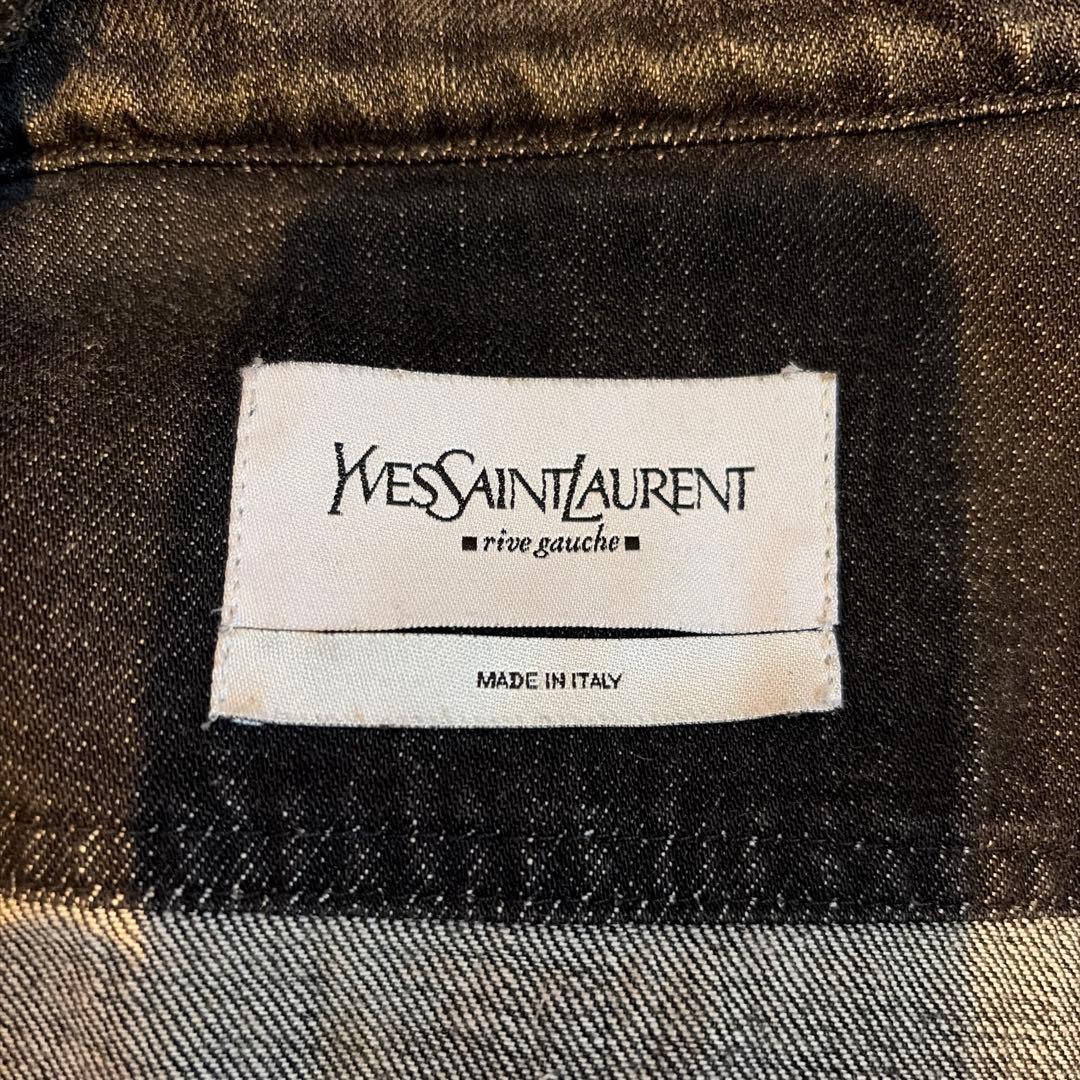 YVESSAINTLAURENT
▪rive gauche▪
MADE IN ITALY